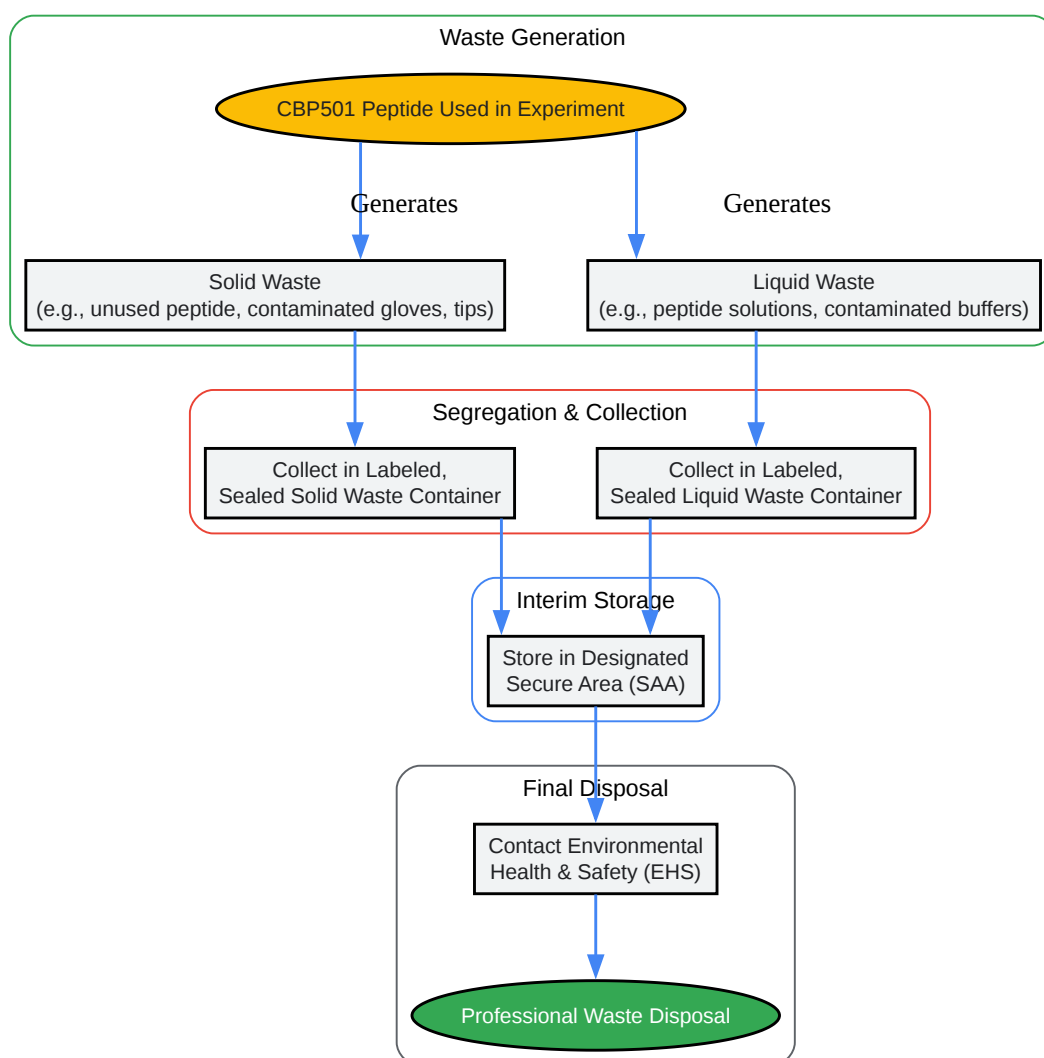 Waste Generation
CBP501 Peptide Used in Experiment
Generates
Generates
Solid Waste
(e.g., unused peptide, contaminated gloves, tips)
Liquid Waste
(e.g., peptide solutions, contaminated buffers)
Segregation & Collection
Collect in Labeled,
Sealed Solid Waste Container
Collect in Labeled,
Sealed Liquid Waste Container
Interim Storage
Store in Designated
Secure Area (SAA)
Final Disposal
Contact Environmental
Health & Safety (EHS)
Professional Waste Disposal